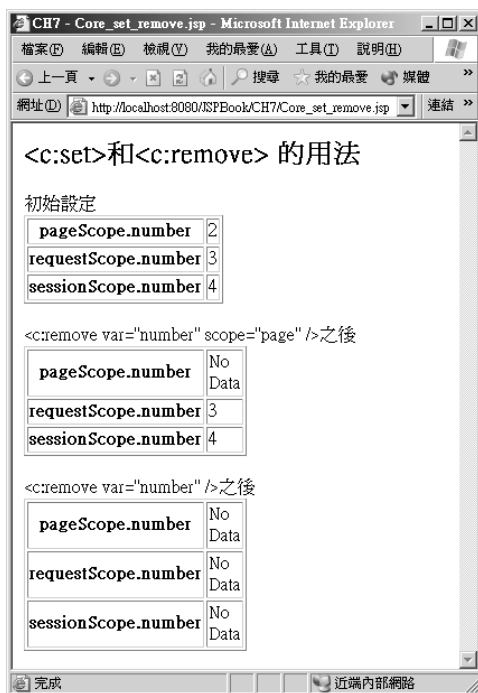 CH7 - Core_set_remove.jsp - Microsoft Internet Explorer
檔案(F) 編輯(E) 檢視(V) 我的最愛(A) 工具(T) 說明(H)
上一頁 搜尋 我的最愛 媒體 »
網址(D) http://localhost:8080/JSPBook/CH7/Core_set_remove.jsp 連結 »
<c:set>和<c:remove> 的用法
初始設定
pageScope.number 2
requestScope.number 3
sessionScope.number 4
<c:remove var="number" scope="page" />之後
pageScope.number No Data
requestScope.number 3
sessionScope.number 4
<c:remove var="number" />之後
pageScope.number No Data
requestScope.number No Data
sessionScope.number No Data
完成 近端內部網路